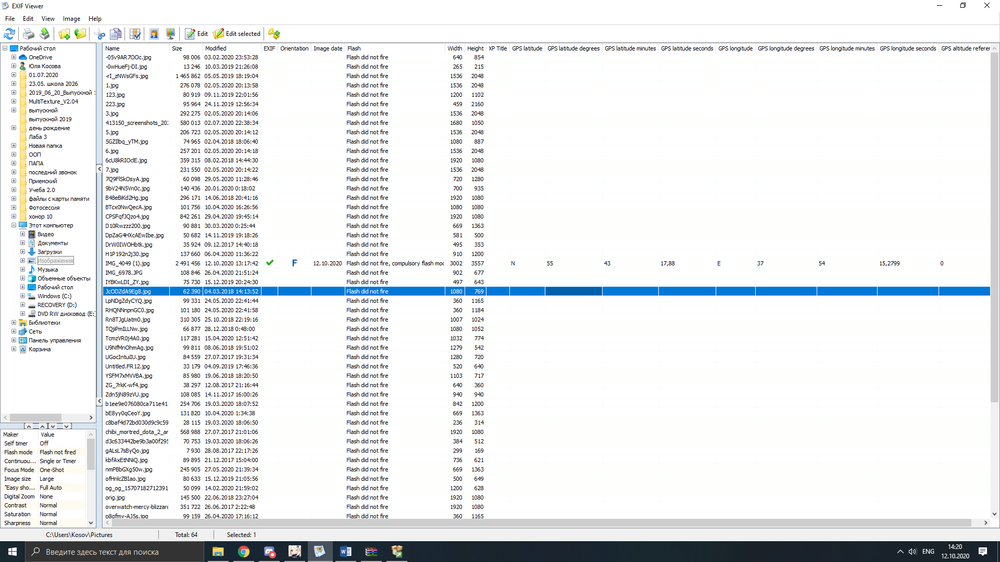 EXIF Viewer
File Edit View Image Help
Edit Edit selected
Рабочий стол
OneDrive
Юля Косова
01.07.2020
23.05. школа 2026
2019_06_20_Выпускной
MultiTexture_V2.04
выпускной
выпускной 2019
день рождение
Лаба 3
Новая папка
ООП
ПАПА
последний звонок
Приемский
Учеба 2.0
файлы с карты памяти
Фотосессия
хонор 10
Этот компьютер
Видео
Документы
Загрузки
Изображения
Музыка
Объемные объекты
Рабочий стол
Windows (C:)
RECOVERY (D:)
DVD RW дисковод (E:
Библиотеки
Сеть
Панель управления
Корзина
Maker Value
Self timer Off
Flash mode Flash not fired
Continuou... Single or Timer
Focus Mode One-Shot
Image size Large
"Easy sho... Full Auto
Digital Zoom None
Contrast Normal
Saturation Normal
Sharpness Normal
Name Size Modified EXIF Orientation Image date Flash Width Height XP Title GPS latitude GPS latitude degrees GPS latitude minutes GPS latitude seconds GPS longitude GPS longitude degrees GPS longitude minutes GPS longitude seconds GPS altitude referen
-05v9AR7OOc.jpg 98 006 03.02.2020 23:53:28 Flash did not fire 640 854
-0wHueFj-DI.jpg 13 246 10.03.2019 21:26:08 Flash did not fire 265 215
-rI_zNWsGFs.jpg 1 465 862 05.05.2019 18:19:04 Flash did not fire 1536 2048
1.jpg 276 078 02.05.2020 20:13:58 Flash did not fire 1536 2048
123.jpg 80 919 09.11.2019 22:01:56 Flash did not fire 1200 1102
223.jpg 95 964 24.11.2019 12:56:34 Flash did not fire 459 2160
3.jpg 292 275 02.05.2020 20:14:06 Flash did not fire 1536 2048
413150_screenshots_202 580 013 02.07.2020 22:38:34 Flash did not fire 1680 1050
5.jpg 206 723 02.05.2020 20:14:12 Flash did not fire 1536 2048
5GZIlbq_yTM.jpg 74 965 02.04.2018 18:06:40 Flash did not fire 1080 887
6.jpg 257 201 02.05.2020 20:14:18 Flash did not fire 1536 2048
6cU8kRIOclE.jpg 359 315 08.02.2018 14:44:30 Flash did not fire 1920 1080
7.jpg 231 550 02.05.2020 20:14:22 Flash did not fire 1536 2048
7Q9FlSkOsyA.jpg 60 098 29.05.2020 11:28:46 Flash did not fire 720 1280
9bV24N5Vn0c.jpg 140 436 20.01.2020 0:18:02 Flash did not fire 700 935
B48eBiKd2Hg.jpg 296 171 14.06.2018 20:41:16 Flash did not fire 1920 1080
BTcx0NwQecA.jpg 101 756 10.04.2020 16:26:56 Flash did not fire 1080 1080
CPSFqfJQzo4.jpg 842 261 29.04.2020 19:45:14 Flash did not fire 1920 1080
D10Rwzzz200.jpg 90 881 30.03.2020 0:25:44 Flash did not fire 669 1363
DpZaG4HXcAEwIbe.jpg 50 682 14.11.2019 19:18:26 Flash did not fire 581 500
DrW0IWOHbtk.jpg 35 924 09.12.2017 14:40:18 Flash did not fire 495 353
H1P192n2j30.jpg 137 660 06.04.2020 11:36:22 Flash did not fire 910 1200
IMG_4049 (1).jpg 2 491 456 12.10.2020 13:17:42 F 12.10.2020 Flash did not fire, compulsory flash moc 3002 3557 N 55 43 17,88 E 37 54 15,2799 0
IMG_6978.JPG 108 846 26.04.2020 21:51:24 Flash did not fire 902 677
IYBKwLDI_ZY.jpg 75 730 15.12.2019 20:24:30 Flash did not fire 497 643
JcODZdA9Eg8.jpg 62 390 04.03.2018 14:13:52 Flash did not fire 1080 769
LpNDgZdyCYQ.jpg 99 331 24.05.2020 22:41:44 Flash did not fire 360 1165
RHQNNnpnGC0.jpg 101 180 24.05.2020 22:41:58 Flash did not fire 360 1184
Rn8TJgUatm0.jpg 310 305 25.10.2018 22:19:16 Flash did not fire 1007 1024
TQjiPmILLNw.jpg 66 877 28.12.2018 0:48:00 Flash did not fire 1080 1052
TcmzVR0j4A0.jpg 117 281 15.04.2020 12:51:42 Flash did not fire 1032 774
U9NfMnOhmAg.jpg 99 811 08.06.2018 19:51:02 Flash did not fire 1279 542
UGocIntuiIU.jpg 84 559 27.07.2017 19:31:34 Flash did not fire 1280 720
Untitled.FR12.jpg 33 179 04.09.2019 17:46:36 Flash did not fire 520 640
YSFM7xMVVBA.jpg 85 980 19.06.2018 18:20:50 Flash did not fire 1103 717
ZG_7rkK-wf4.jpg 38 297 12.08.2017 21:16:44 Flash did not fire 640 360
Zdn5jN89zVU.jpg 108 085 14.11.2017 16:00:26 Flash did not fire 940 940
b1ee9e076080ca711e41 254 706 19.03.2020 18:07:52 Flash did not fire 842 1200
bE8yy0qCeoY.jpg 131 820 10.04.2020 1:34:38 Flash did not fire 669 1363
c8baf4d72bd030d9c9c59 28 115 19.03.2020 18:06:50 Flash did not fire 236 314
chibi_mortred_dota_2_ar 568 988 27.07.2017 21:01:06 Flash did not fire 1920 1080
d3c633442be9b3a00f295 70 753 19.03.2020 18:06:26 Flash did not fire 384 512
gALsL7sByQo.jpg 7 930 28.08.2017 22:17:26 Flash did not fire 299 169
kbfAxEtNNiQ.jpg 89 895 21.12.2017 15:04:00 Flash did not fire 736 621
nmPBbGXg50w.jpg 245 905 27.05.2020 21:39:34 Flash did not fire 669 1363
ofHnlcZBIao.jpg 80 633 15.12.2019 21:05:56 Flash did not fire 500 649
og_og_15707182712391 50 099 14.02.2020 21:59:02 Flash did not fire 1200 628
orig.jpg 145 500 22.06.2018 23:27:04 Flash did not fire 1920 1080
overwatch-mercy-blizzard 351 722 26.06.2017 2:22:48 Flash did not fire 1920 1080
p8gfmv-AJ5s.jpg 99 159 26.04.2020 17:16:12 Flash did not fire 360 1165
C:\Users\Kosov\Pictures Total: 64 Selected: 1
Введите здесь текст для поиска
ENG 14:20
12.10.2020